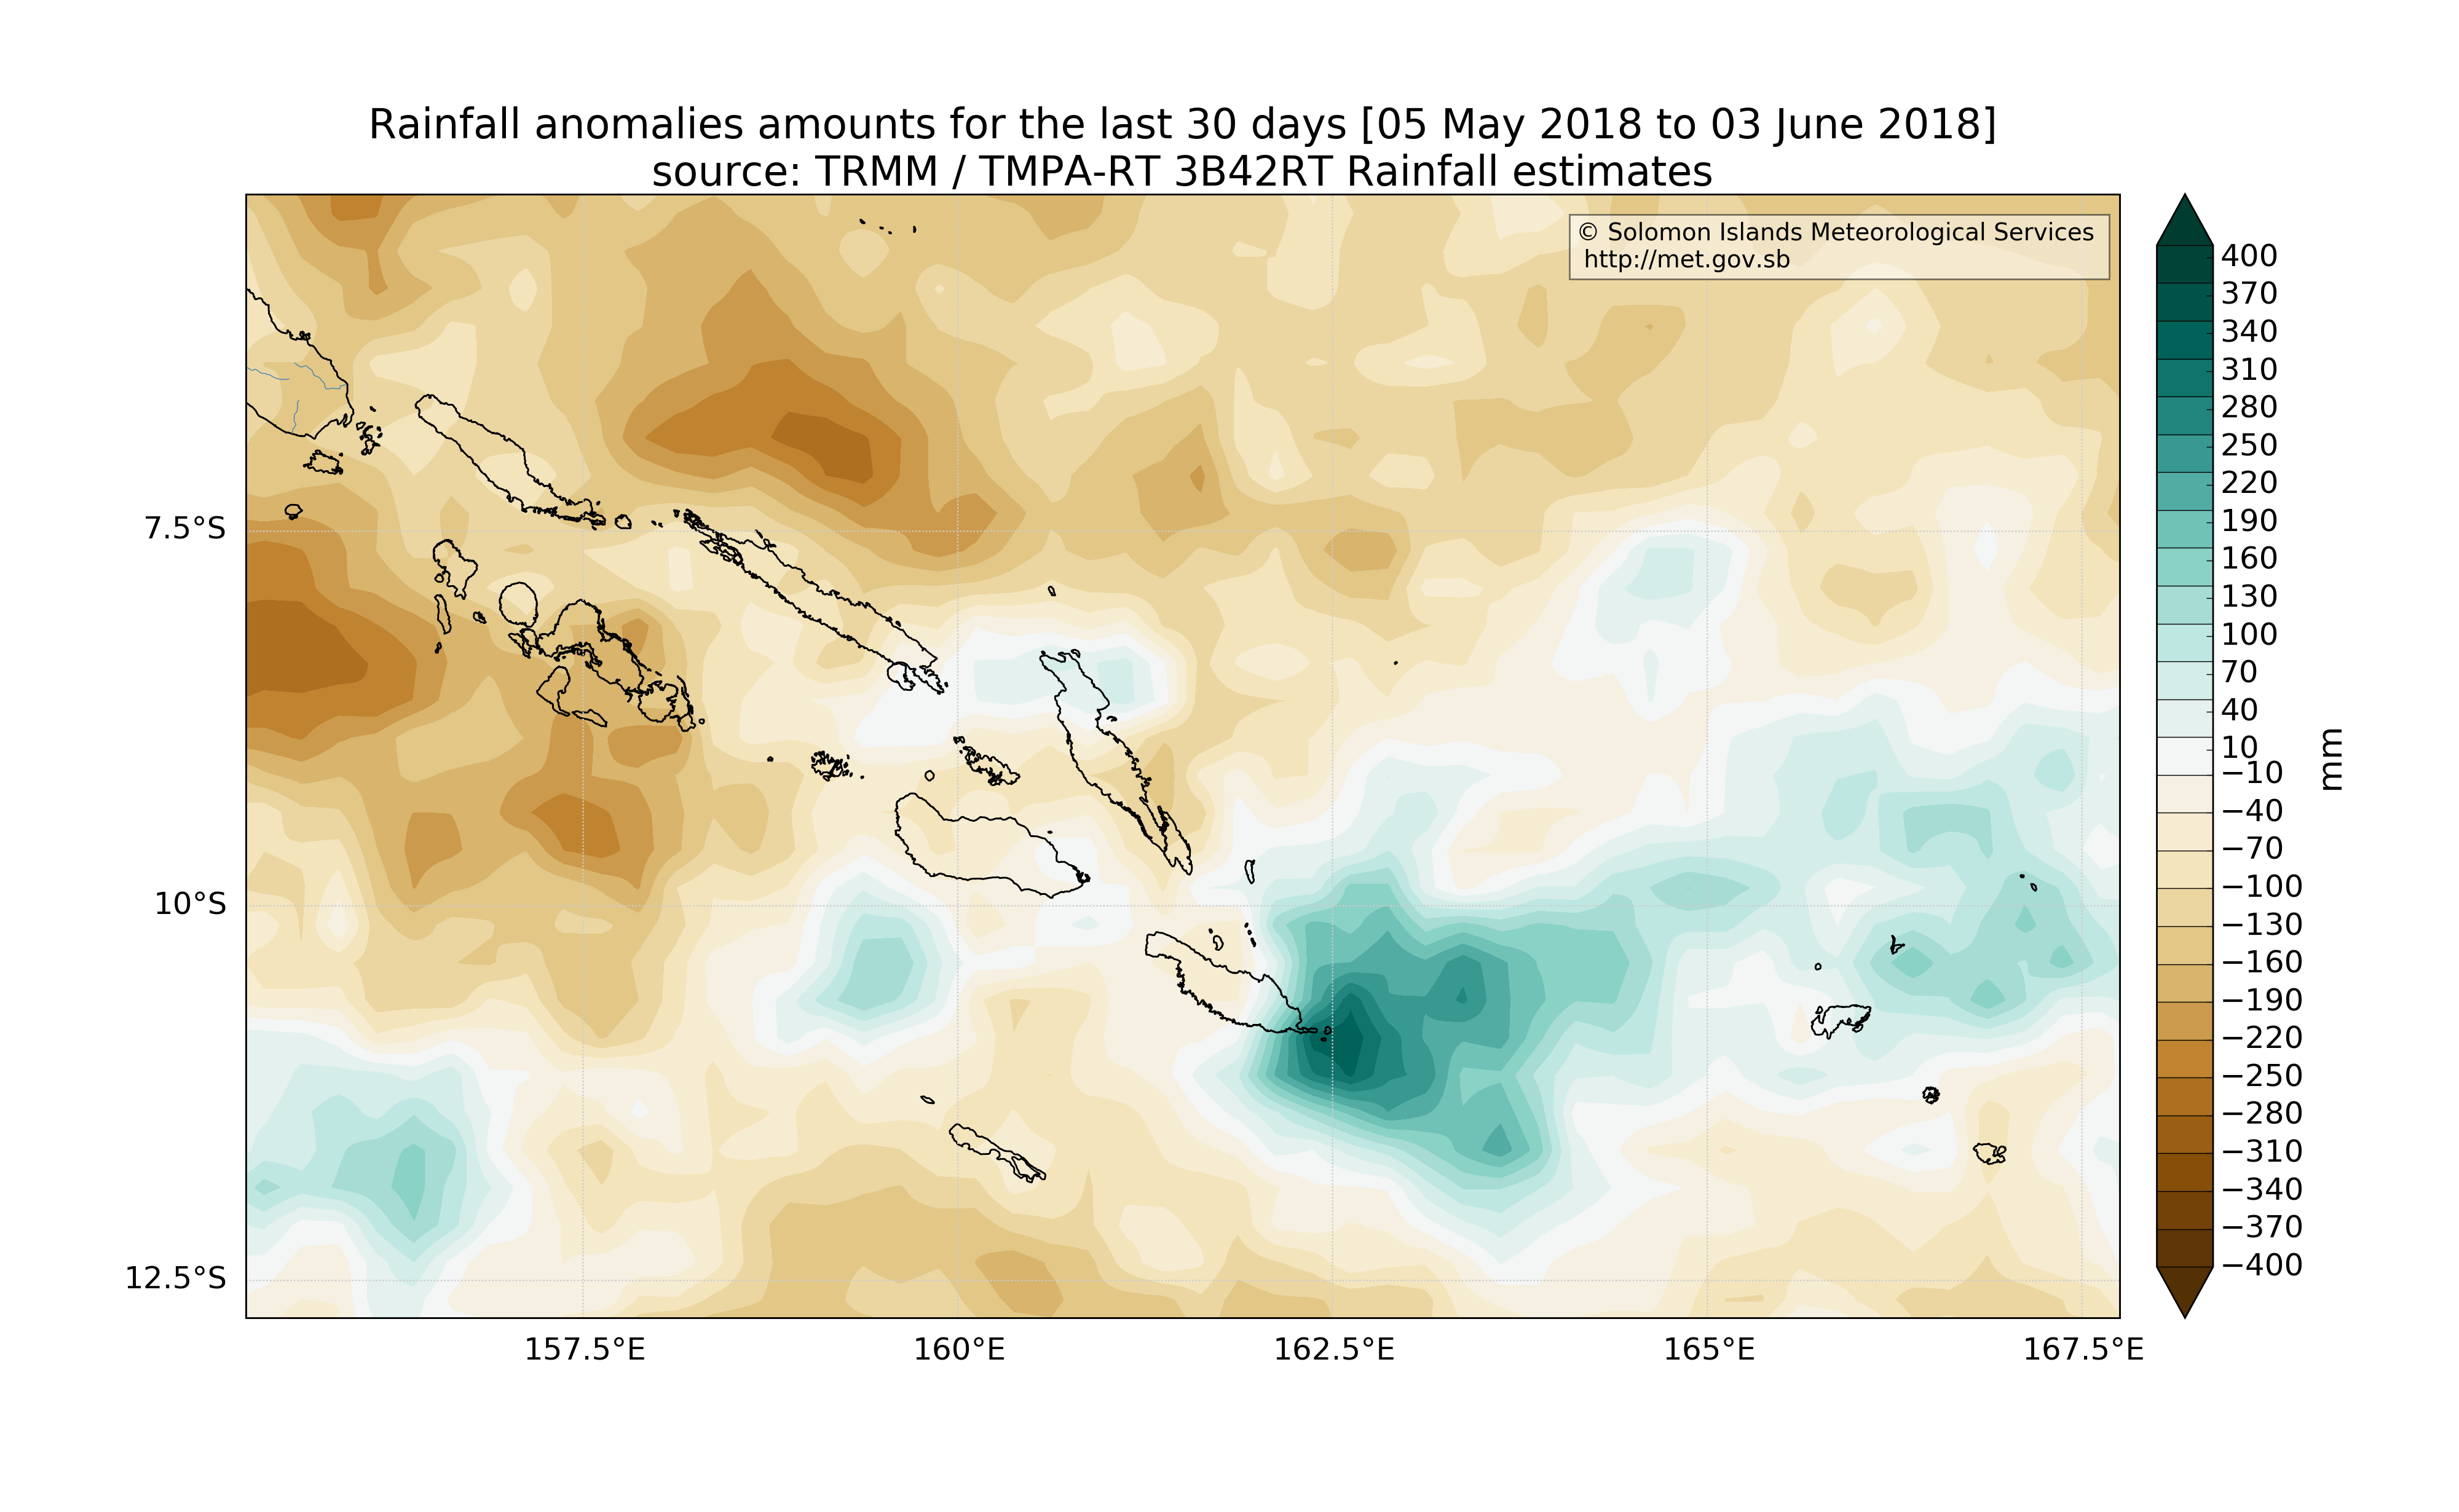 Rainfall anomalies amounts for the last 30 days [05 May 2018 to 03 June 2018]
source: TRMM / TMPA-RT 3B42RT Rainfall estimates
© Solomon Islands Meteorological Services
http://met.gov.sb
7.5°S
10°S
12.5°S
157.5°E
160°E
162.5°E
165°E
167.5°E
400
370
340
310
280
250
220
190
160
130
100
70
40
10
−10
−40
−70
−100
−130
−160
−190
−220
−250
−280
−310
−340
−370
−400
mm